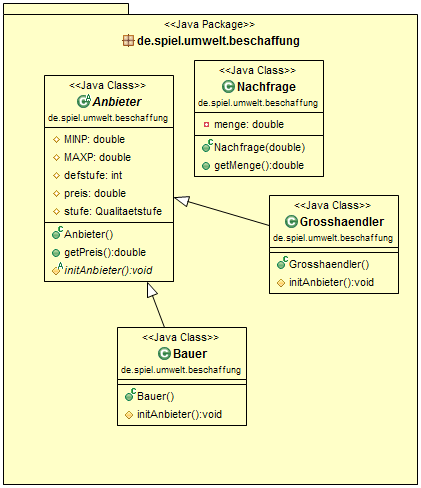 <<Java Package>>
de.spiel.umwelt.beschaffung
<<Java Class>>
Anbieter
de.spiel.umwelt.beschaffung
MINP: double
MAXP: double
defstufe: int
preis: double
stufe: Qualitaetstufe
Anbieter()
getPreis():double
initAnbieter():void
<<Java Class>>
Nachfrage
de.spiel.umwelt.beschaffung
menge: double
Nachfrage(double)
getMenge():double
<<Java Class>>
Grosshaendler
de.spiel.umwelt.beschaffung
Grosshaendler()
initAnbieter():void
<<Java Class>>
Bauer
de.spiel.umwelt.beschaffung
Bauer()
initAnbieter():void